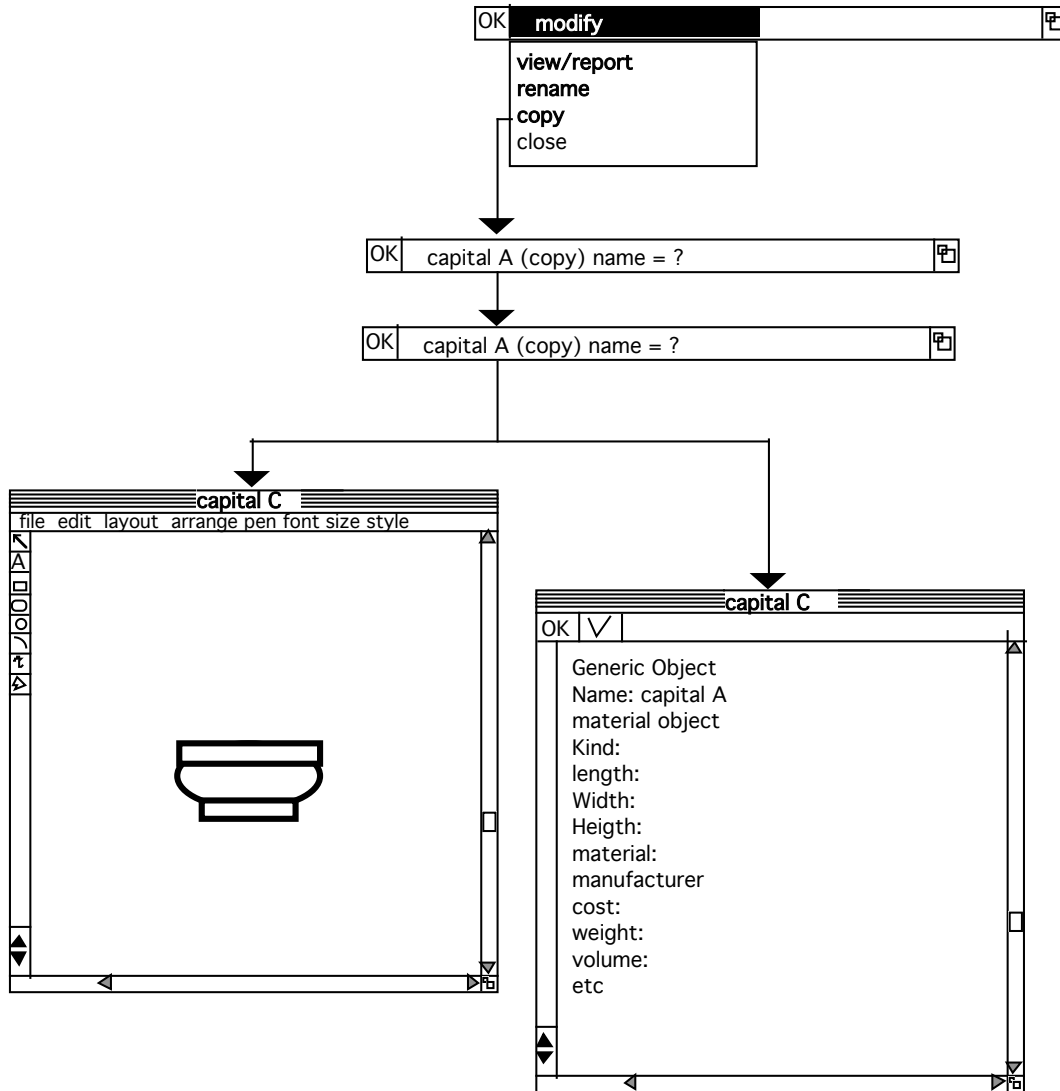 OK modify
view/report
rename
copy
close
OK capital A (copy) name = ?
OK capital A (copy) name = ?
capital C
file edit layout arrange pen font size style
A
capital C
OK
Generic Object
Name: capital A
material object
Kind:
length:
Width:
Heigth:
material:
manufacturer
cost:
weight:
volume:
etc